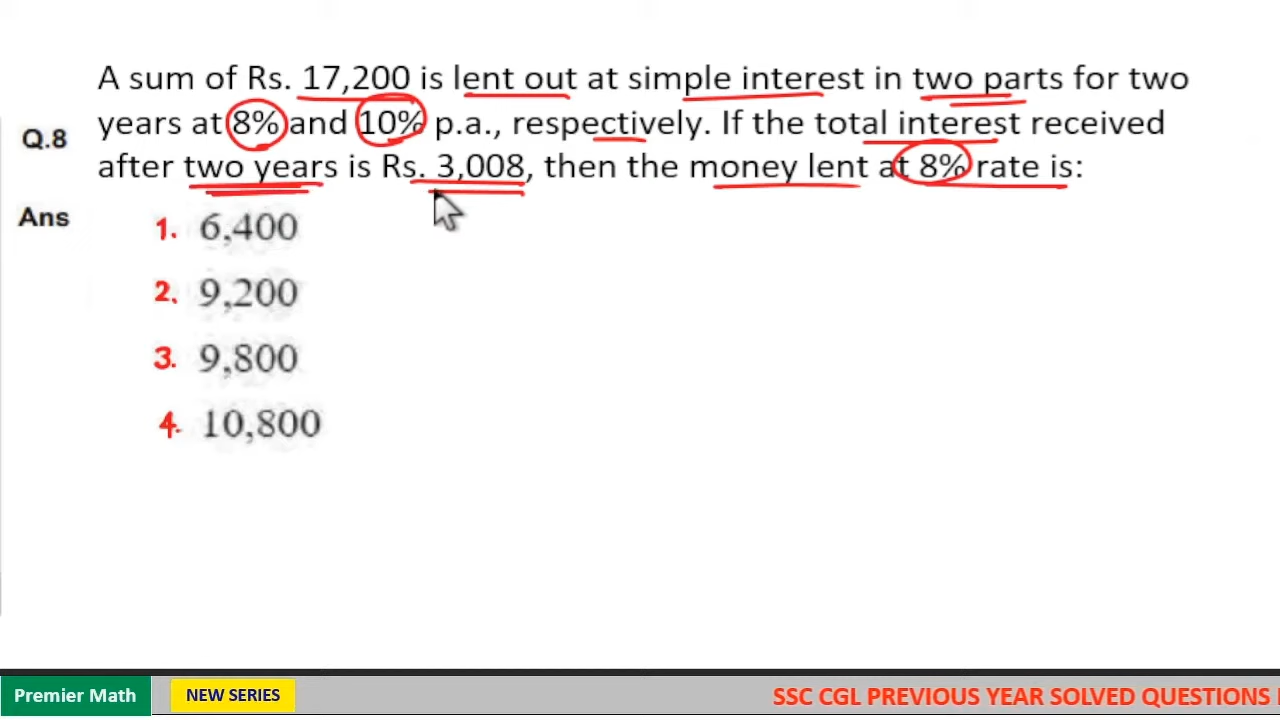 A sum of Rs. 17,200 is lent out at simple interest in two parts for two
Q.8 years at 8% and 10% p.a., respectively. If the total interest received
after two years is Rs. 3,008, then the money lent at 8% rate is:
Ans
1. 6,400
2. 9,200
3. 9,800
4. 10,800
Premier Math NEW SERIES SSC CGL PREVIOUS YEAR SOLVED QUESTIONS